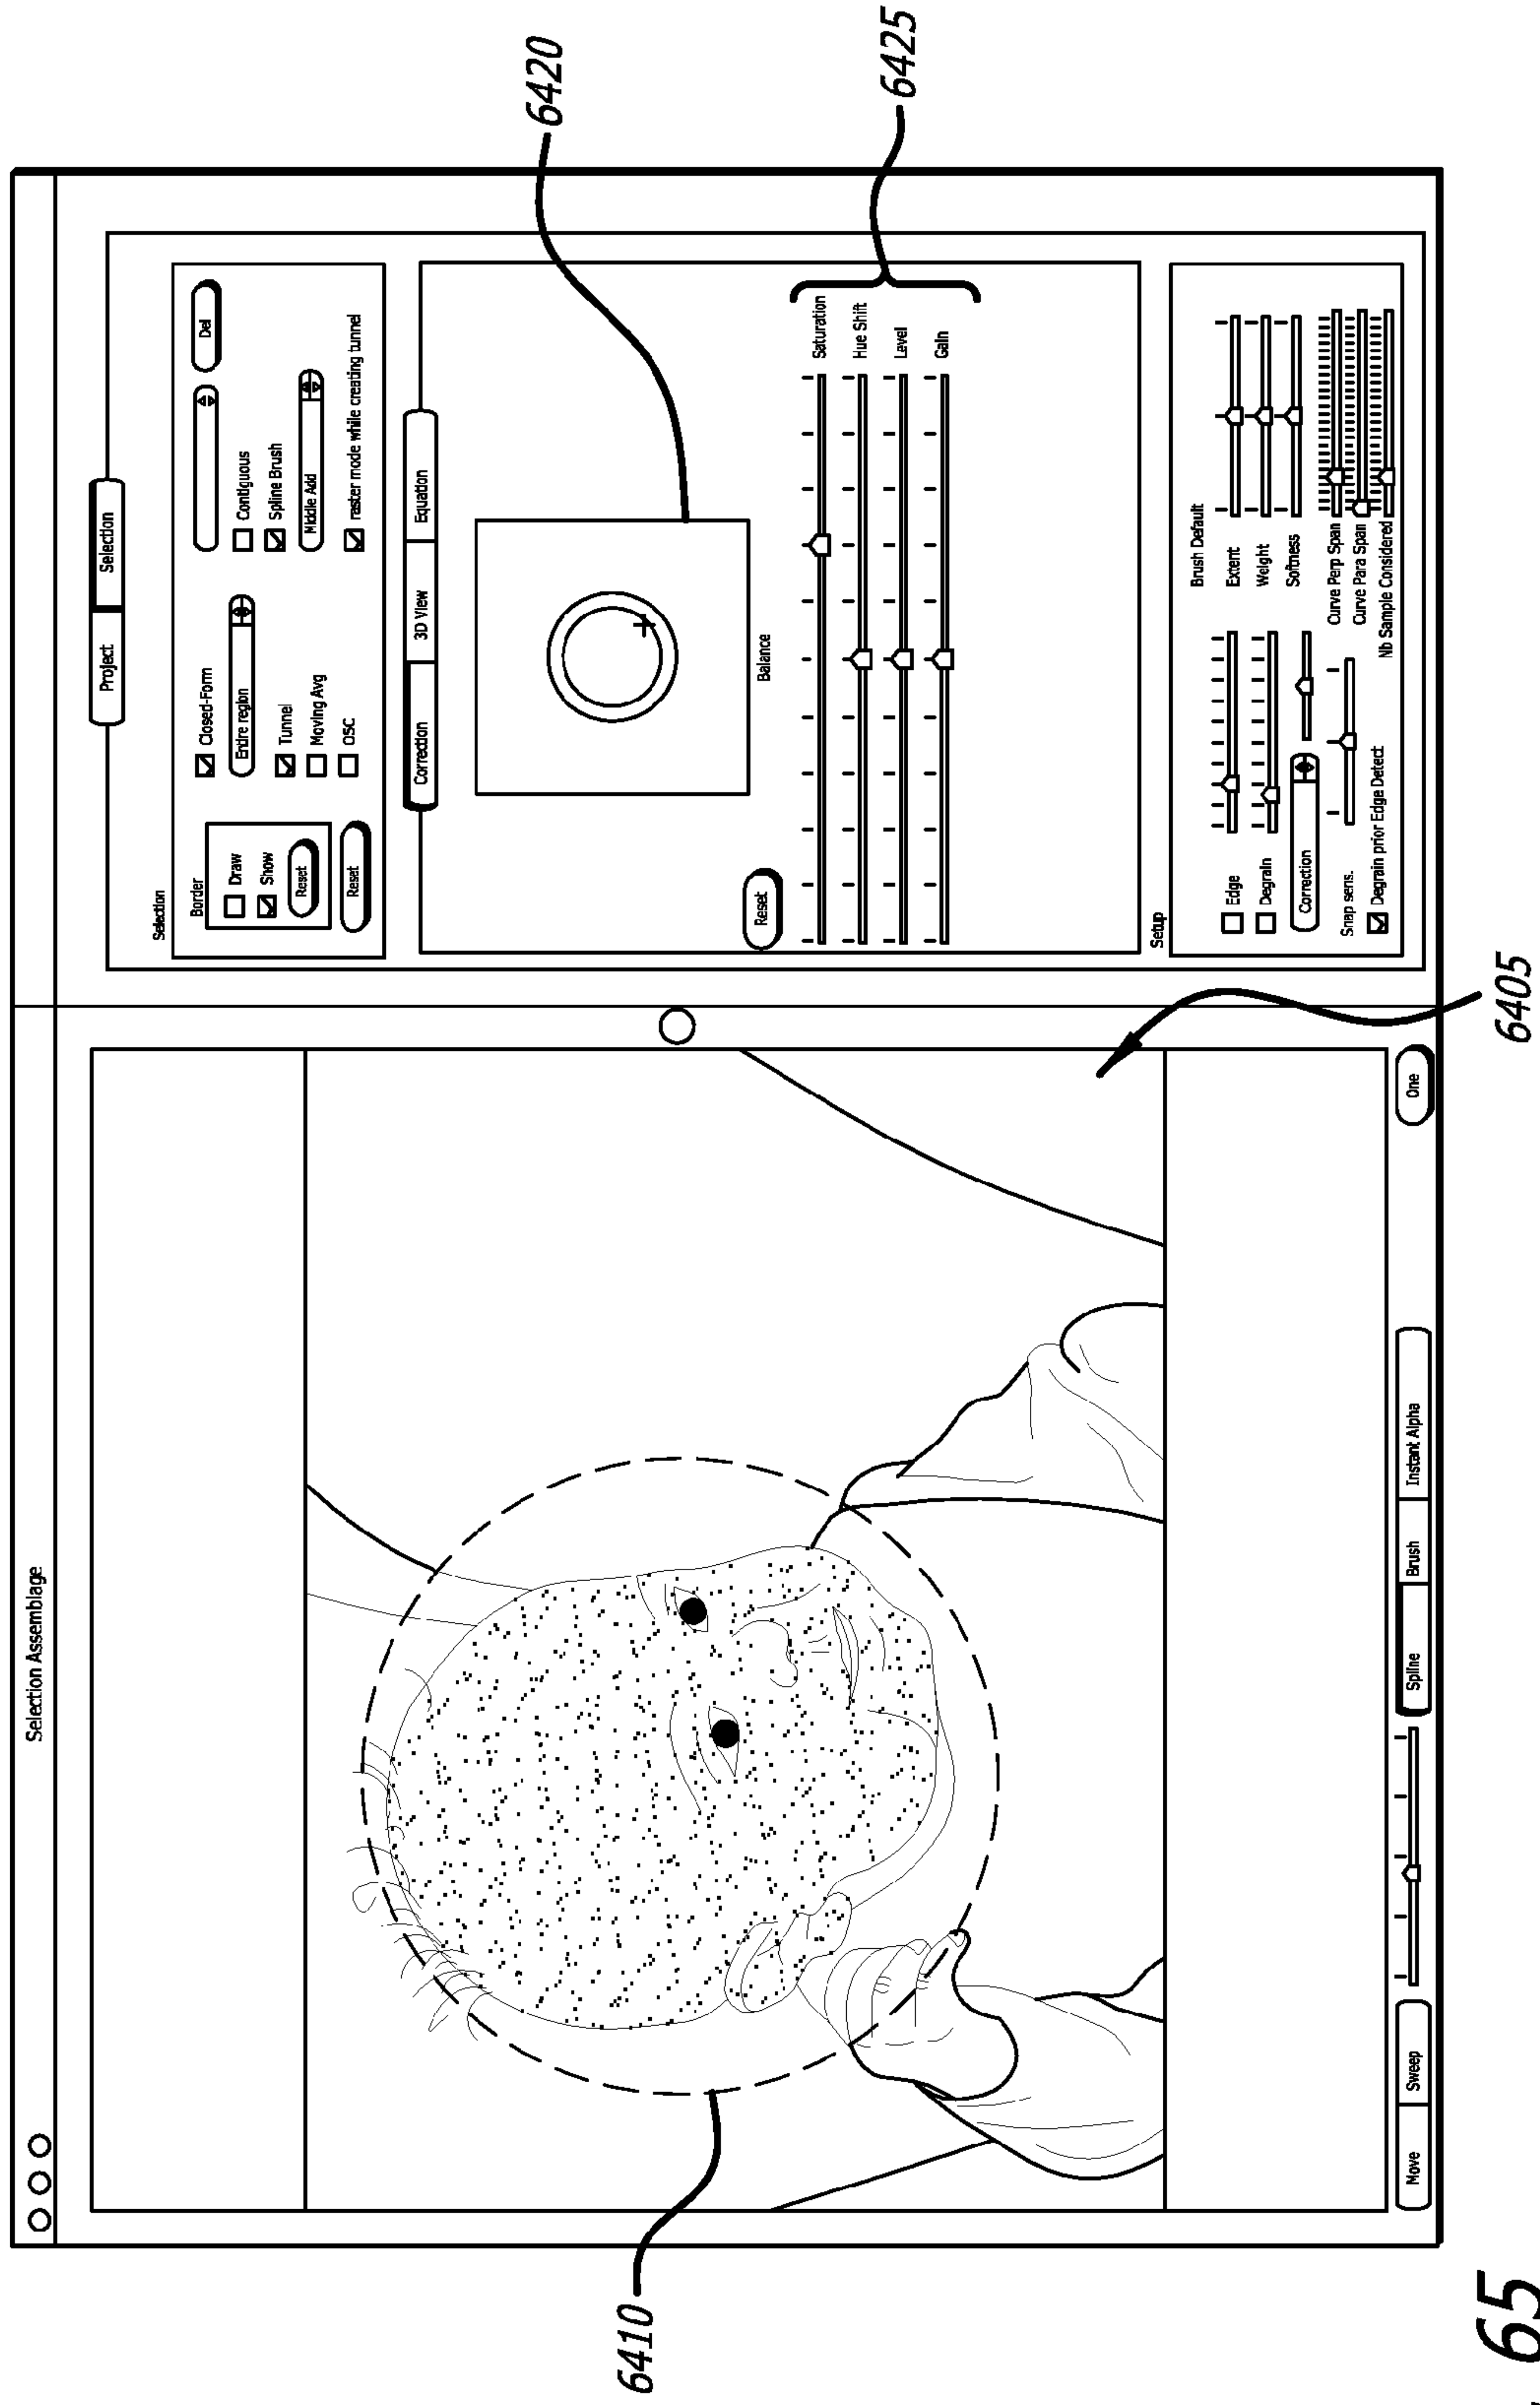 Selection Assemblage
Project
Selection
Selection
Border
Draw
Show
Reset
Reset
Closed-Form
Entire region
Tunnel
Moving Avg
OSC
Del
Contiguous
Spline Brush
Middle Add
raster mode while creating tunnel
Correction
3D View
Equation
6420
Balance
Reset
Saturation
Hue Shift
Level
Gain
6425
Setup
Edge
Degrain
Correction
Snap sens.
Degrain prior Edge Detect
Brush Default
Extent
Weight
Softness
Curve Perp Span
Curve Para Span
Nb Sample Considered
6410
6405
Move
Sweep
Spline
Brush
Instant Alpha
One
65